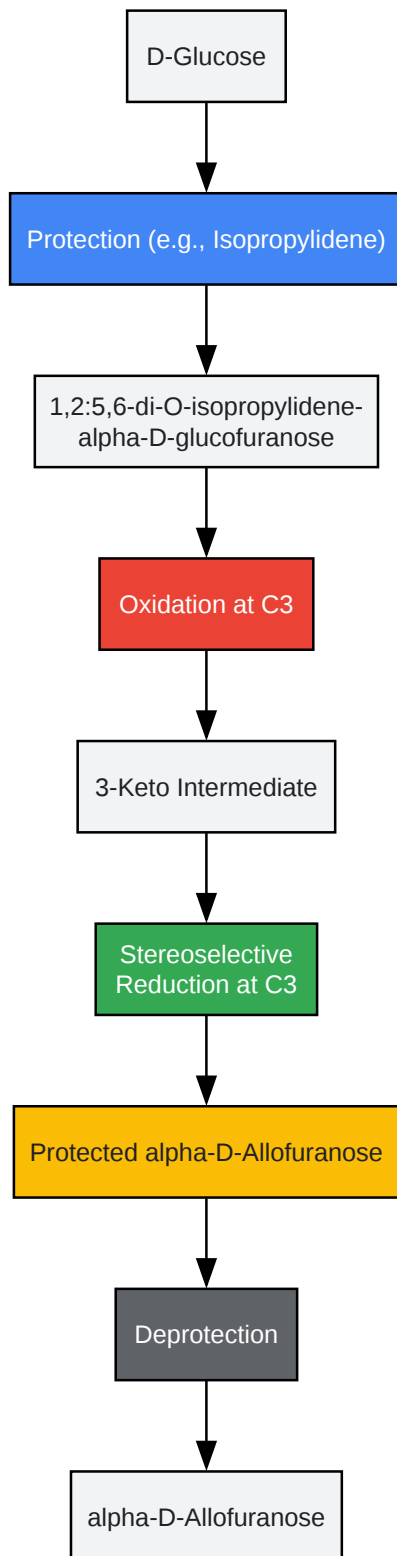 D-Glucose
Protection (e.g., Isopropylidene)
1,2:5,6-di-O-isopropylidene-
alpha-D-glucofuranose
Oxidation at C3
3-Keto Intermediate
Stereoselective
Reduction at C3
Protected alpha-D-Allofuranose
Deprotection
alpha-D-Allofuranose